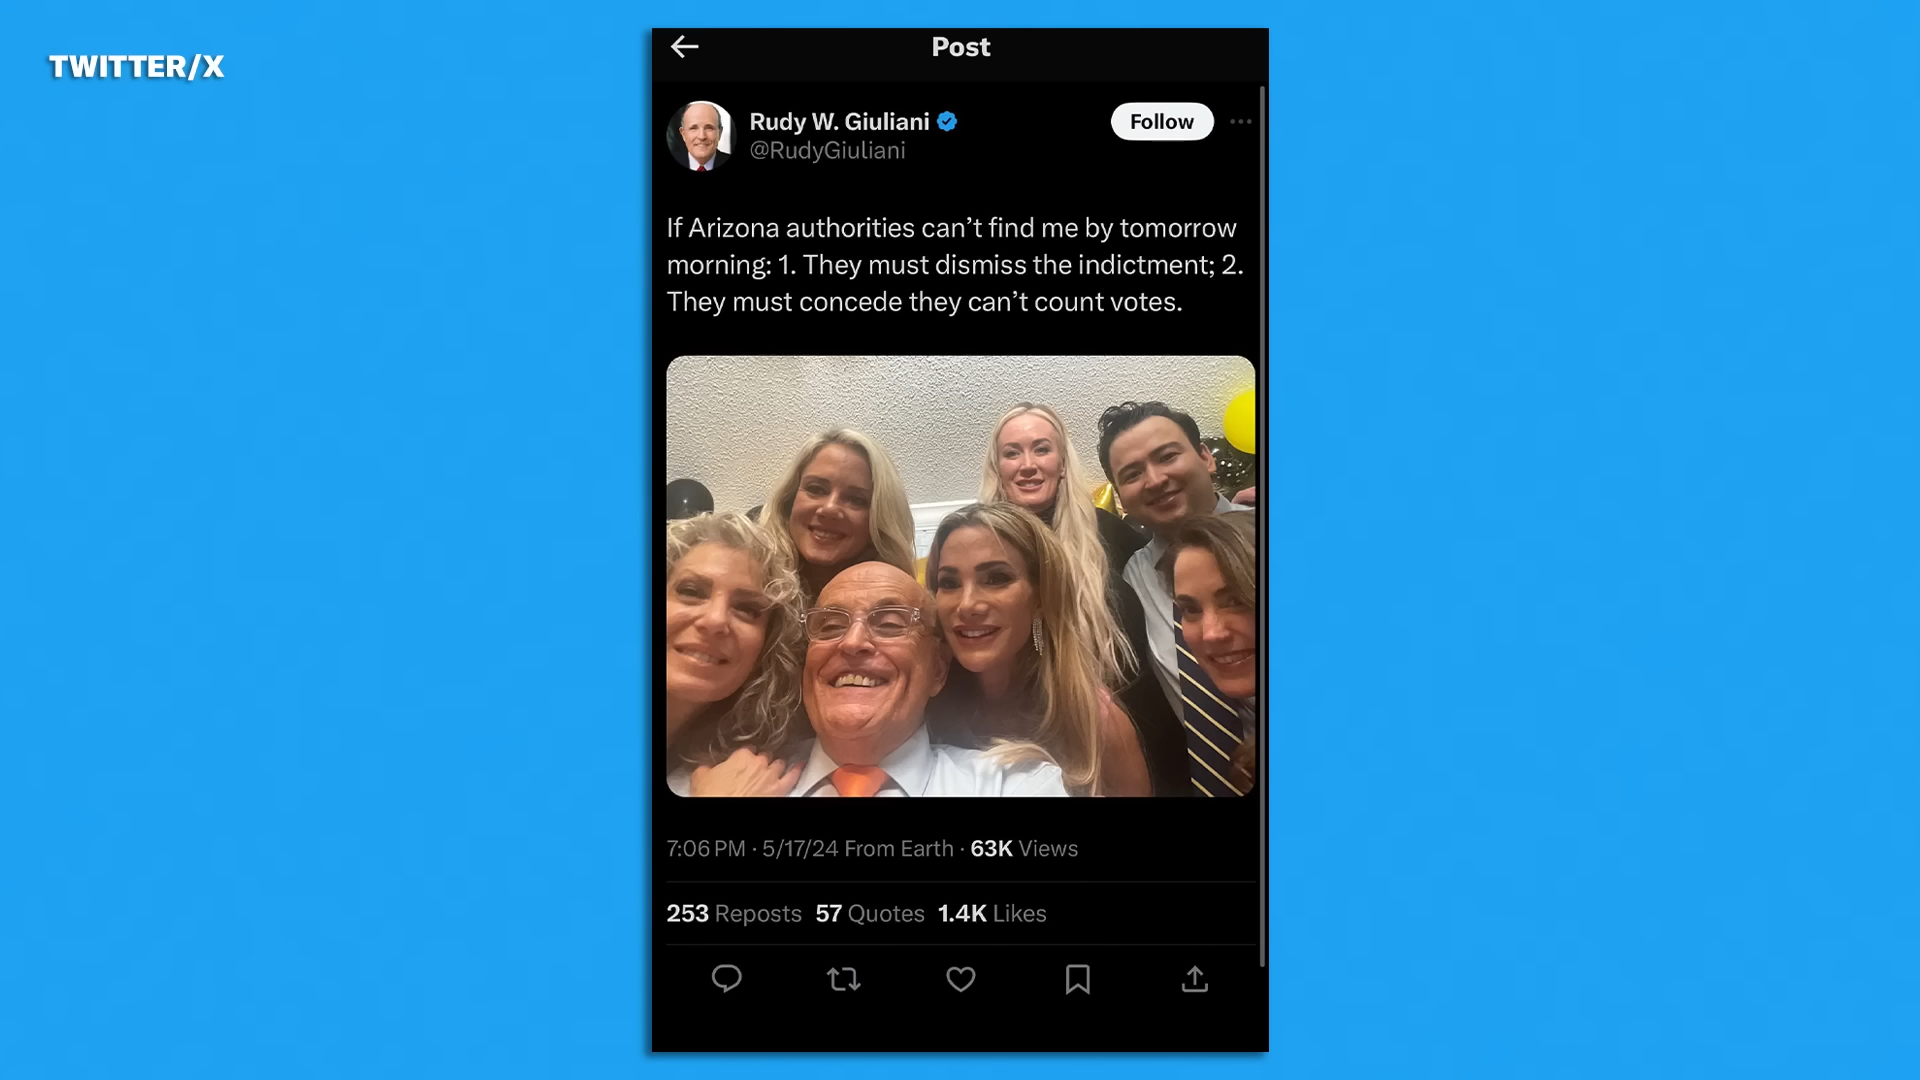 TWITTER/X
Post
Rudy W. Giuliani
Follow
@RudyGiuliani
If Arizona authorities can’t find me by tomorrow
morning: 1. They must dismiss the indictment; 2.
They must concede they can’t count votes.
7:06 PM · 5/17/24 From Earth · 63K Views
253 Reposts 57 Quotes 1.4K Likes